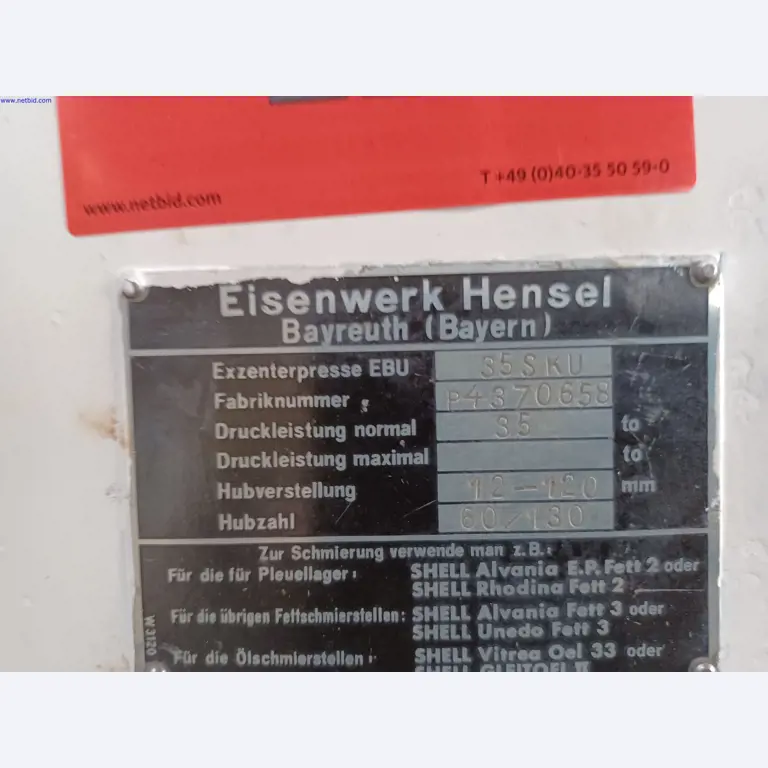 www.netbid.com
www.netbid.com
T +49 (0)40-35 50 59-0
Eisenwerk Hensel
Bayreuth (Bayern)
Exzenterpresse EBU 35 SKU
Fabriknummer : P4370658
Druckleistung normal 35 to
Druckleistung maximal to
Hubverstellung 12-120 mm
Hubzahl 60/130
Zur Schmierung verwende man z.B.:
Für die für Pleuellager: SHELL Alvania E.P. Fett 2 oder
SHELL Rhodina Fett 2
Für die übrigen Fettschmierstellen: SHELL Alvania Fett 3 oder
SHELL Unedo Fett 3
W 3120
Für die Ölschmierstellen: SHELL Vitrea Oel 33 oder
SHELL GLEITOEL II